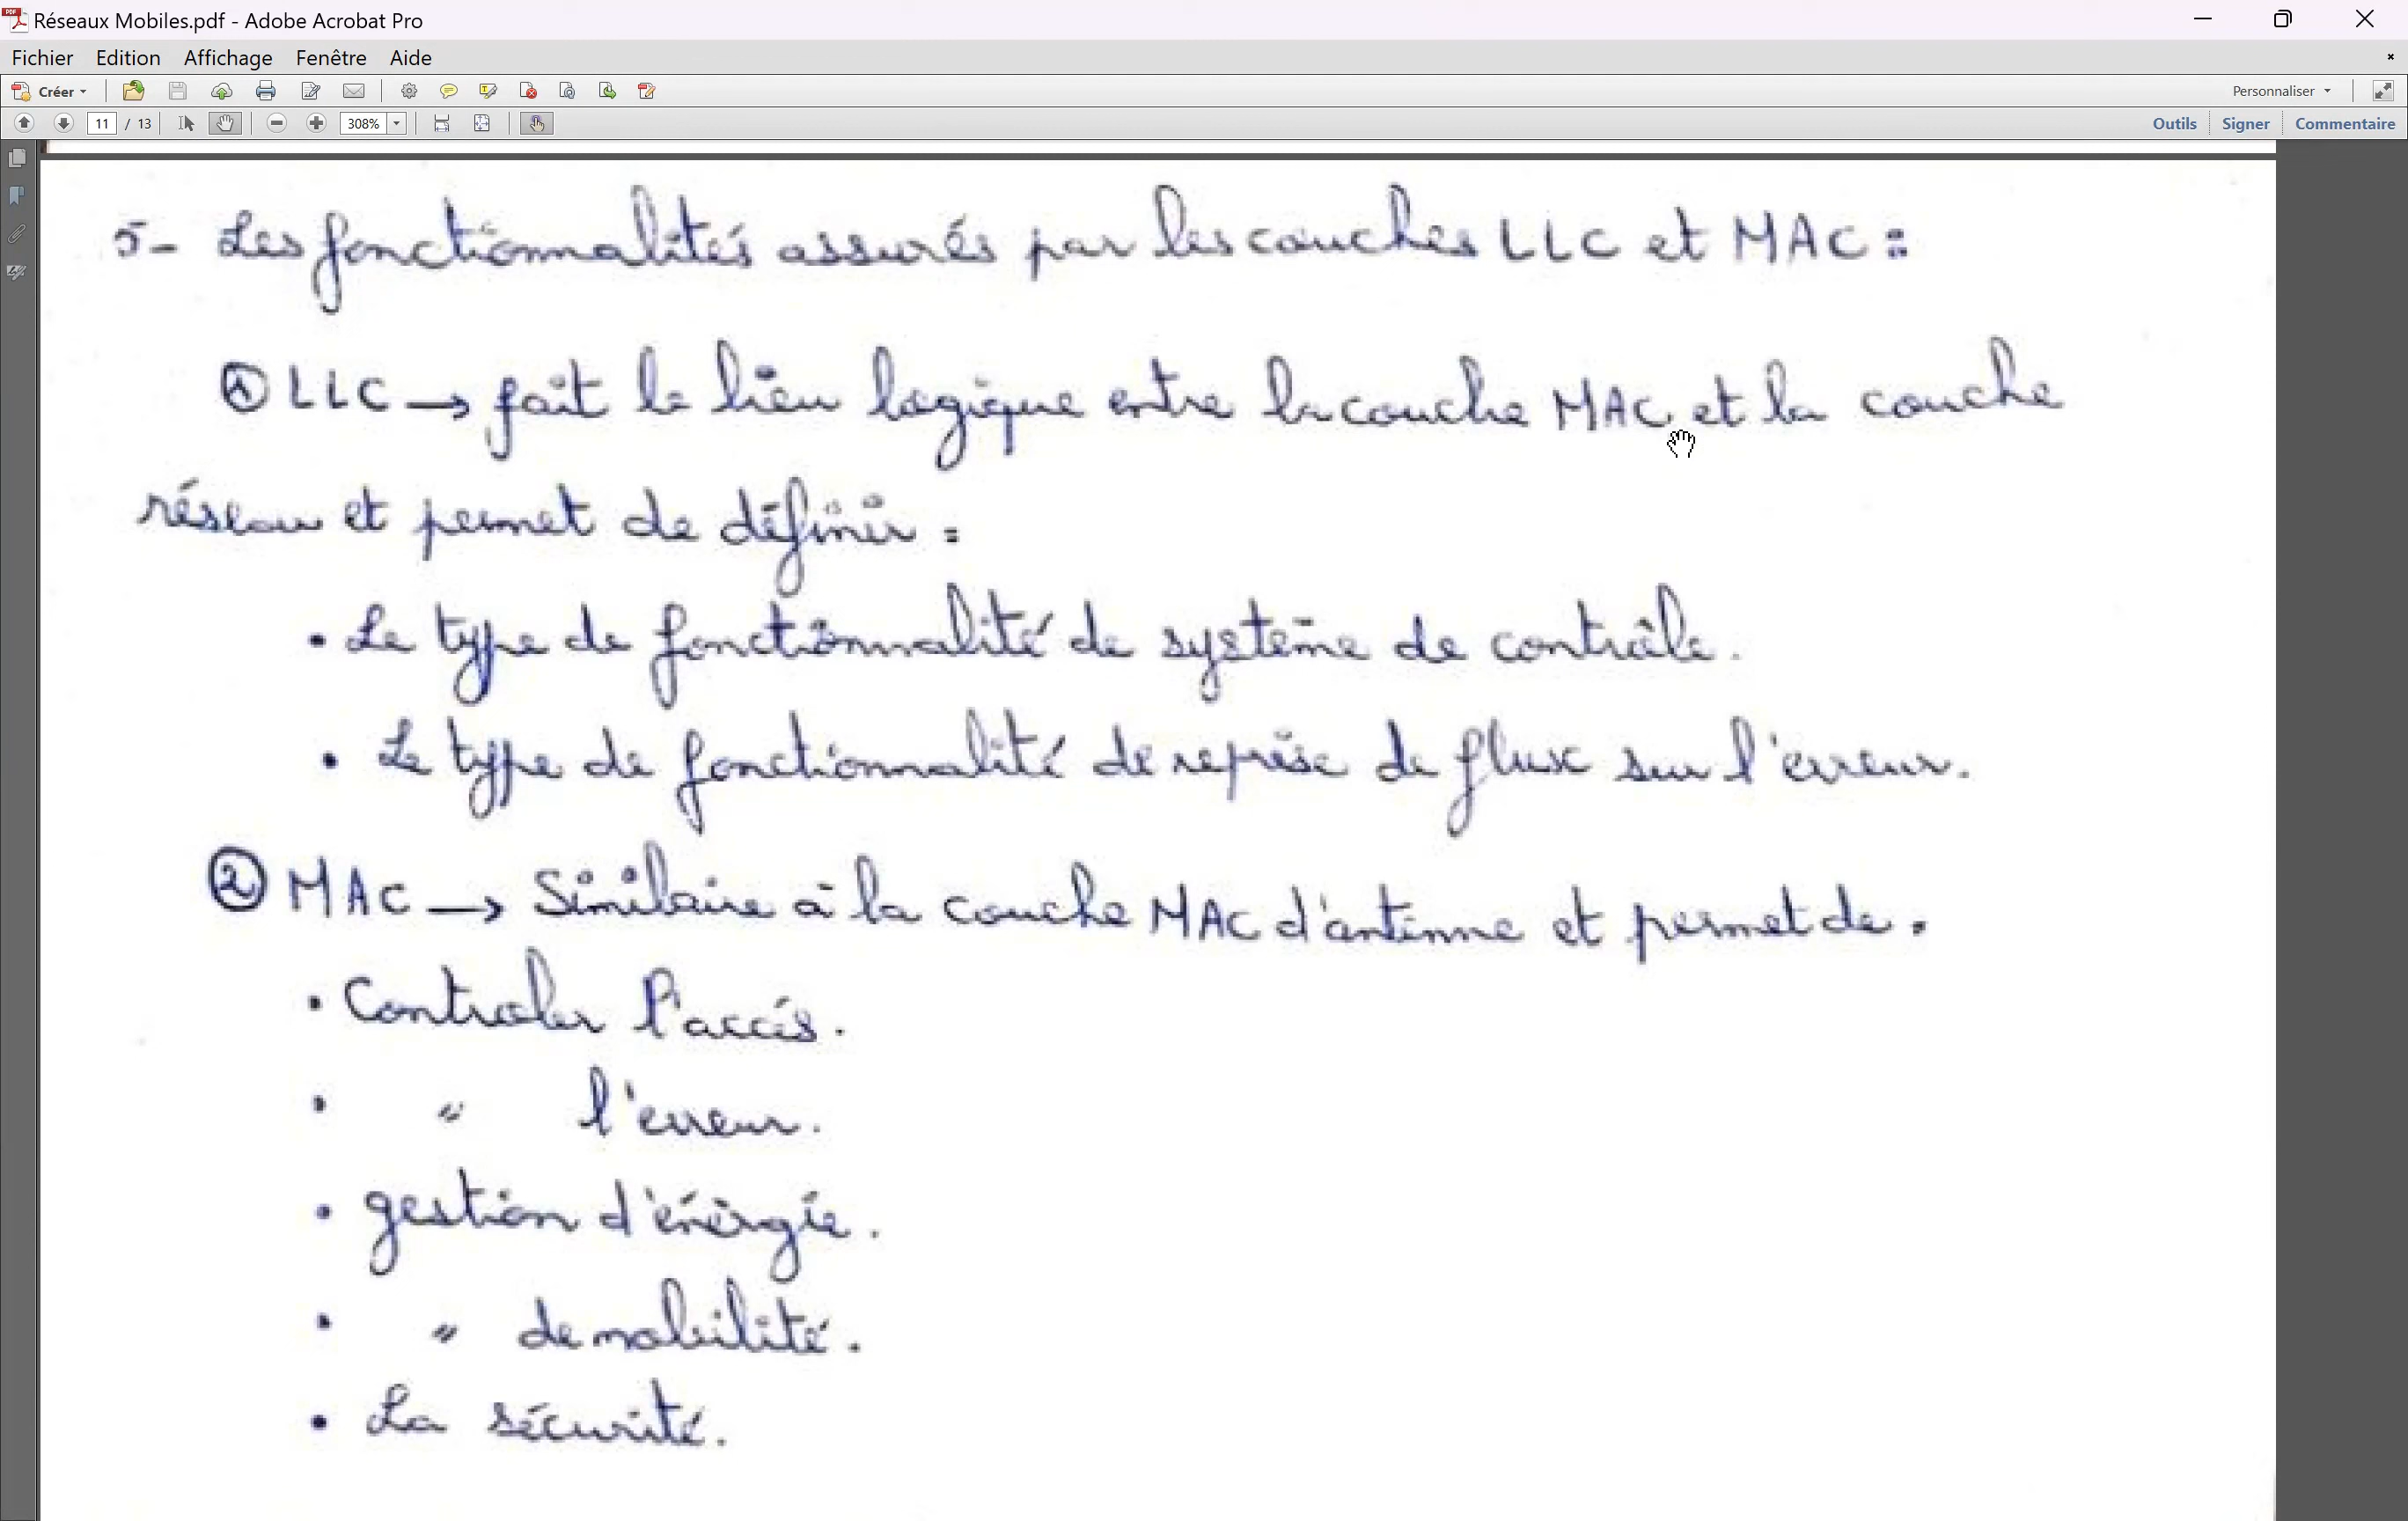 Réseaux Mobiles.pdf - Adobe Acrobat Pro
Fichier Edition Affichage Fenêtre Aide
Créer Personnaliser
11 / 13 308% Outils Signer Commentaire
5- Les fonctionnalités assurés par les couches LLC et MAC :
① LLC → fait le lien logique entre la couche MAC et la couche
réseau et permet de définir :
• Le type de fonctionnalité de système de contrôle.
• Le type de fonctionnalité de reprise de flux sur l'erreur.
② MAC → Similaire à la couche MAC d'antenne et permet de :
• Controler l'accés.
• " l'erreur.
• gestion d'énèrgie.
• " de mobilité.
• La sécurité.